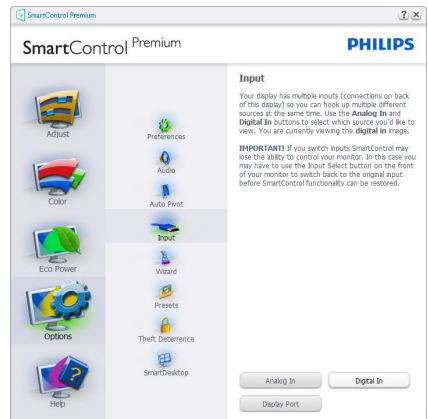 SmartControl Premium
? ×
SmartControl Premium
PHILIPS
Adjust
Color
Eco Power
Options
Help
Preferences
Audio
Auto Pivot
Input
Wizard
Presets
Theft Deterrence
SmartDesktop
Input
Your display has multiple inputs (connections on back
of this display) so you can hook up multiple different
sources at the same time. Use the Analog In and
Digital In buttons to select which source you'd like to
view. You are currently viewing the digital in image.
IMPORTANT! If you switch inputs SmartControl may
lose the ability to control your monitor. In this case you
may have to use the Input Select button on the front
of your monitor to switch back to the original input
before SmartControl functionality can be restored.
Analog In
Digital In
Display Port